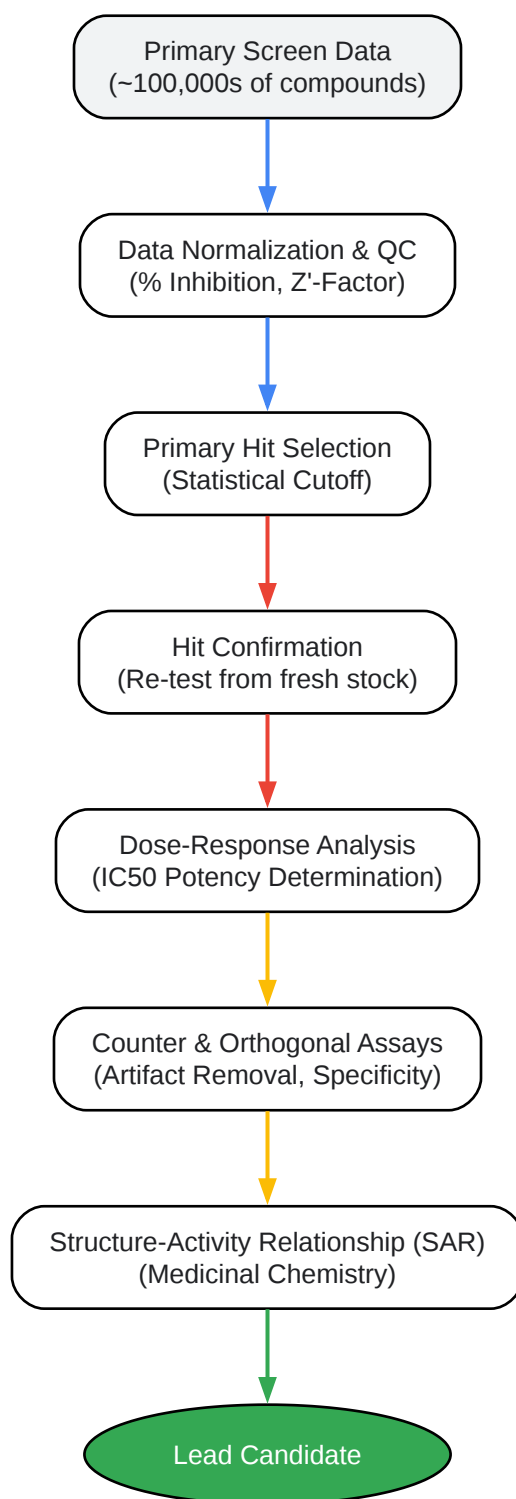 Primary Screen Data
(~100,000s of compounds)
Data Normalization & QC
(% Inhibition, Z'-Factor)
Primary Hit Selection
(Statistical Cutoff)
Hit Confirmation
(Re-test from fresh stock)
Dose-Response Analysis
(IC50 Potency Determination)
Counter & Orthogonal Assays
(Artifact Removal, Specificity)
Structure-Activity Relationship (SAR)
(Medicinal Chemistry)
Lead Candidate